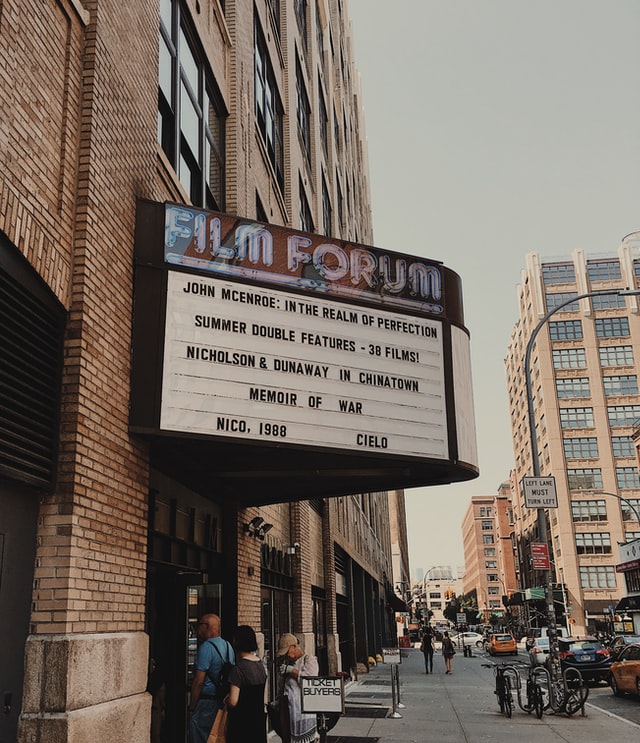 FILM FORUM
JOHN MCENROE: IN THE REALM OF PERFECTION
SUMMER DOUBLE FEATURES - 38 FILMS!
NICHOLSON & DUNAWAY IN CHINATOWN
MEMOIR OF WAR
NICO, 1988 CIELO
LEFT LANE
MUST
TURN LEFT
TICKET
BUYERS